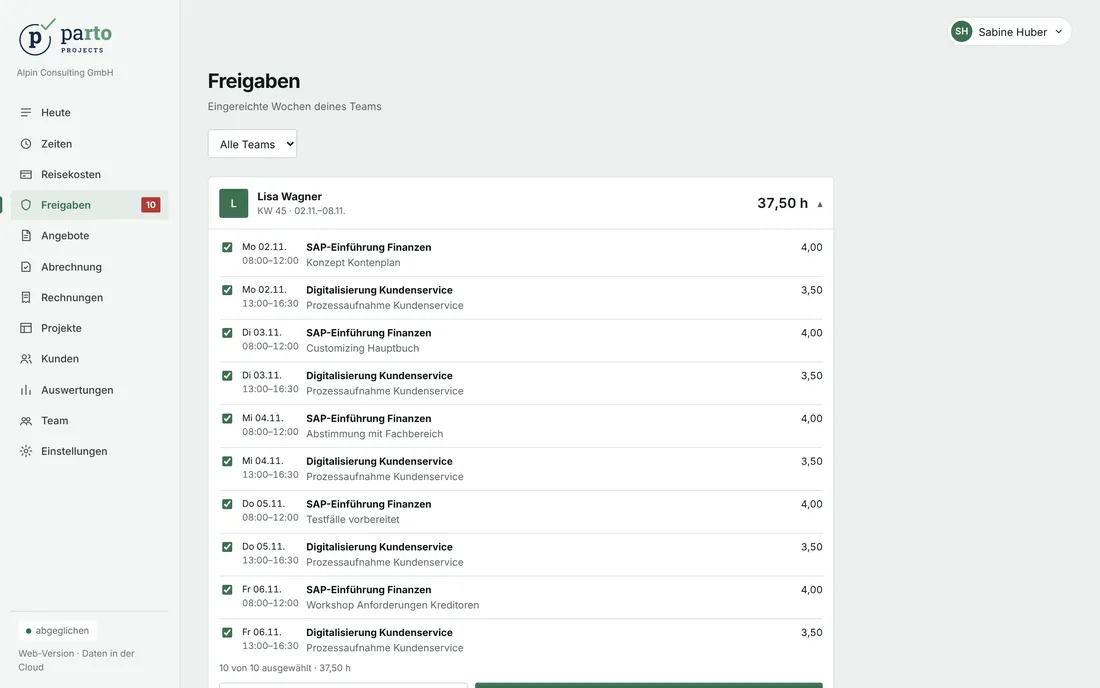 p parto
PROJECTS
Alpin Consulting GmbH
Heute
Zeiten
Reisekosten
Freigaben 10
Angebote
Abrechnung
Rechnungen
Projekte
Kunden
Auswertungen
Team
Einstellungen
abgeglichen
Web-Version · Daten in der
Cloud
SH Sabine Huber
Freigaben
Eingereichte Wochen deines Teams
Alle Teams
L Lisa Wagner 37,50 h
KW 45 · 02.11.–08.11.
Mo 02.11. SAP-Einführung Finanzen 4,00
08:00–12:00 Konzept Kontenplan
Mo 02.11. Digitalisierung Kundenservice 3,50
13:00–16:30 Prozessaufnahme Kundenservice
Di 03.11. SAP-Einführung Finanzen 4,00
08:00–12:00 Customizing Hauptbuch
Di 03.11. Digitalisierung Kundenservice 3,50
13:00–16:30 Prozessaufnahme Kundenservice
Mi 04.11. SAP-Einführung Finanzen 4,00
08:00–12:00 Abstimmung mit Fachbereich
Mi 04.11. Digitalisierung Kundenservice 3,50
13:00–16:30 Prozessaufnahme Kundenservice
Do 05.11. SAP-Einführung Finanzen 4,00
08:00–12:00 Testfälle vorbereitet
Do 05.11. Digitalisierung Kundenservice 3,50
13:00–16:30 Prozessaufnahme Kundenservice
Fr 06.11. SAP-Einführung Finanzen 4,00
08:00–12:00 Workshop Anforderungen Kreditoren
Fr 06.11. Digitalisierung Kundenservice 3,50
13:00–16:30 Prozessaufnahme Kundenservice
10 von 10 ausgewählt · 37,50 h